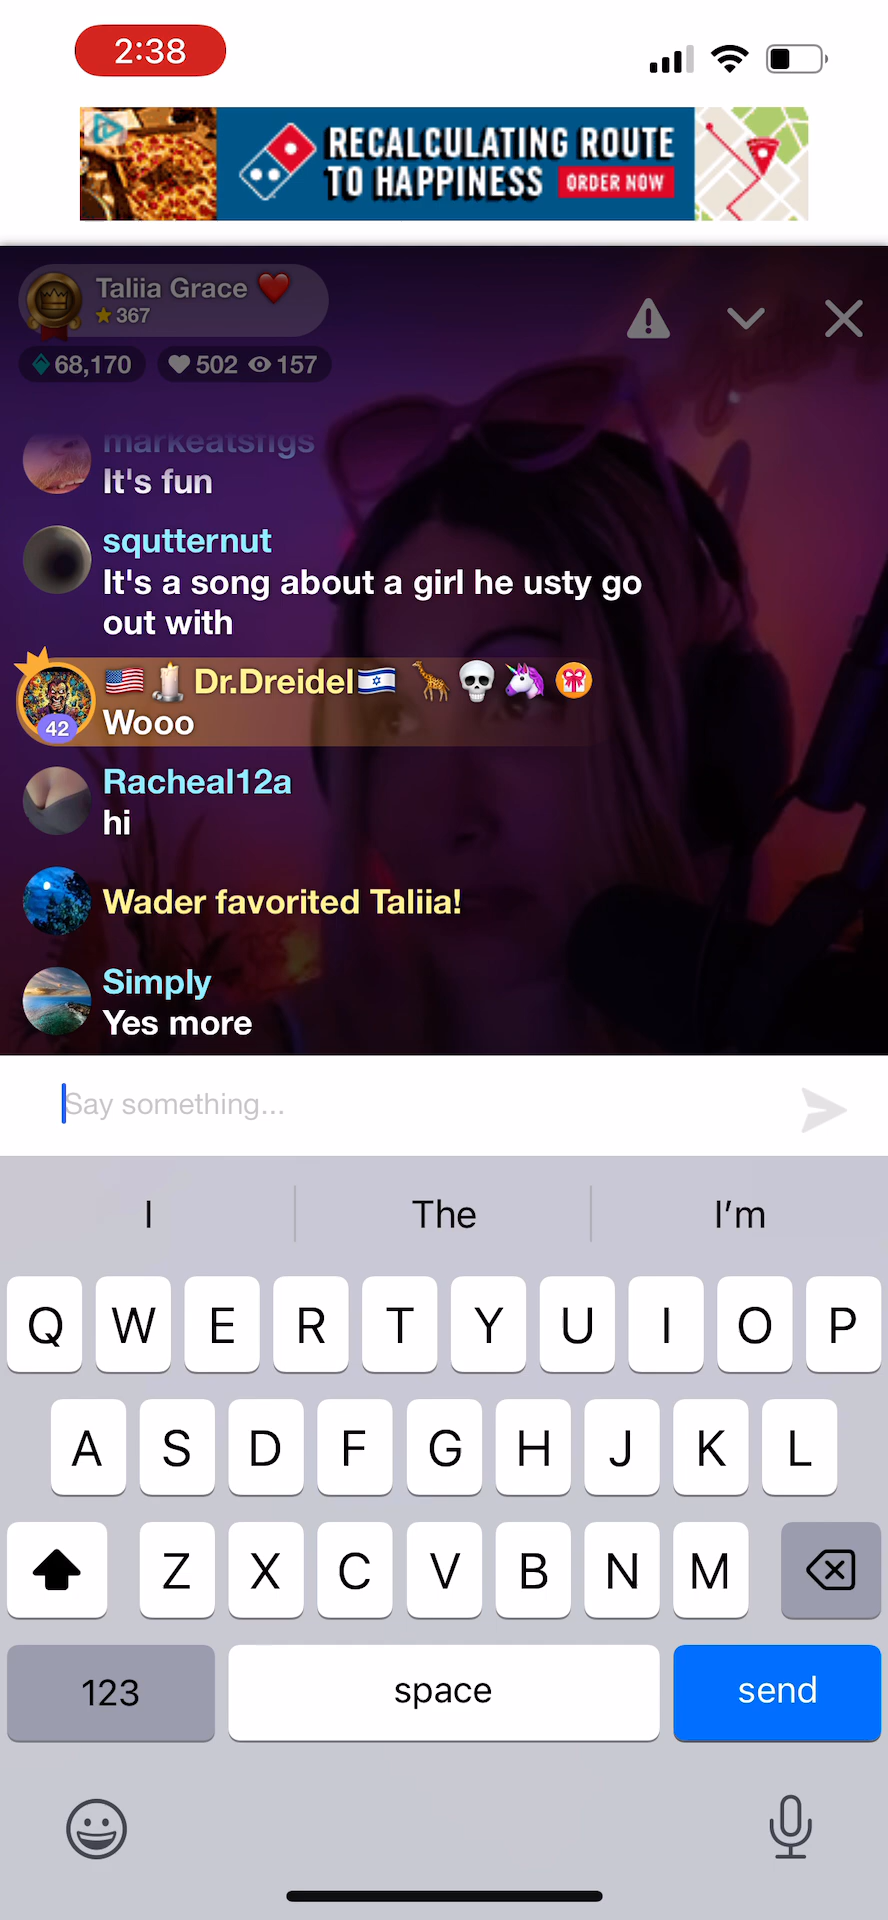 2:38
RECALCULATING ROUTE
TO HAPPINESS ORDER NOW
Taliia Grace ❤️
367
68,170 502 157
markeatsfigs
It's fun
squtternut
It's a song about a girl he usty go
out with
🇺🇸🕯️Dr.Dreidel🇮🇱 🦒💀🦄
42
Wooo
Racheal12a
hi
Wader favorited Taliia!
Simply
Yes more
Say something...
I The I'm
Q W E R T Y U I O P
A S D F G H J K L
Z X C V B N M
123 space send